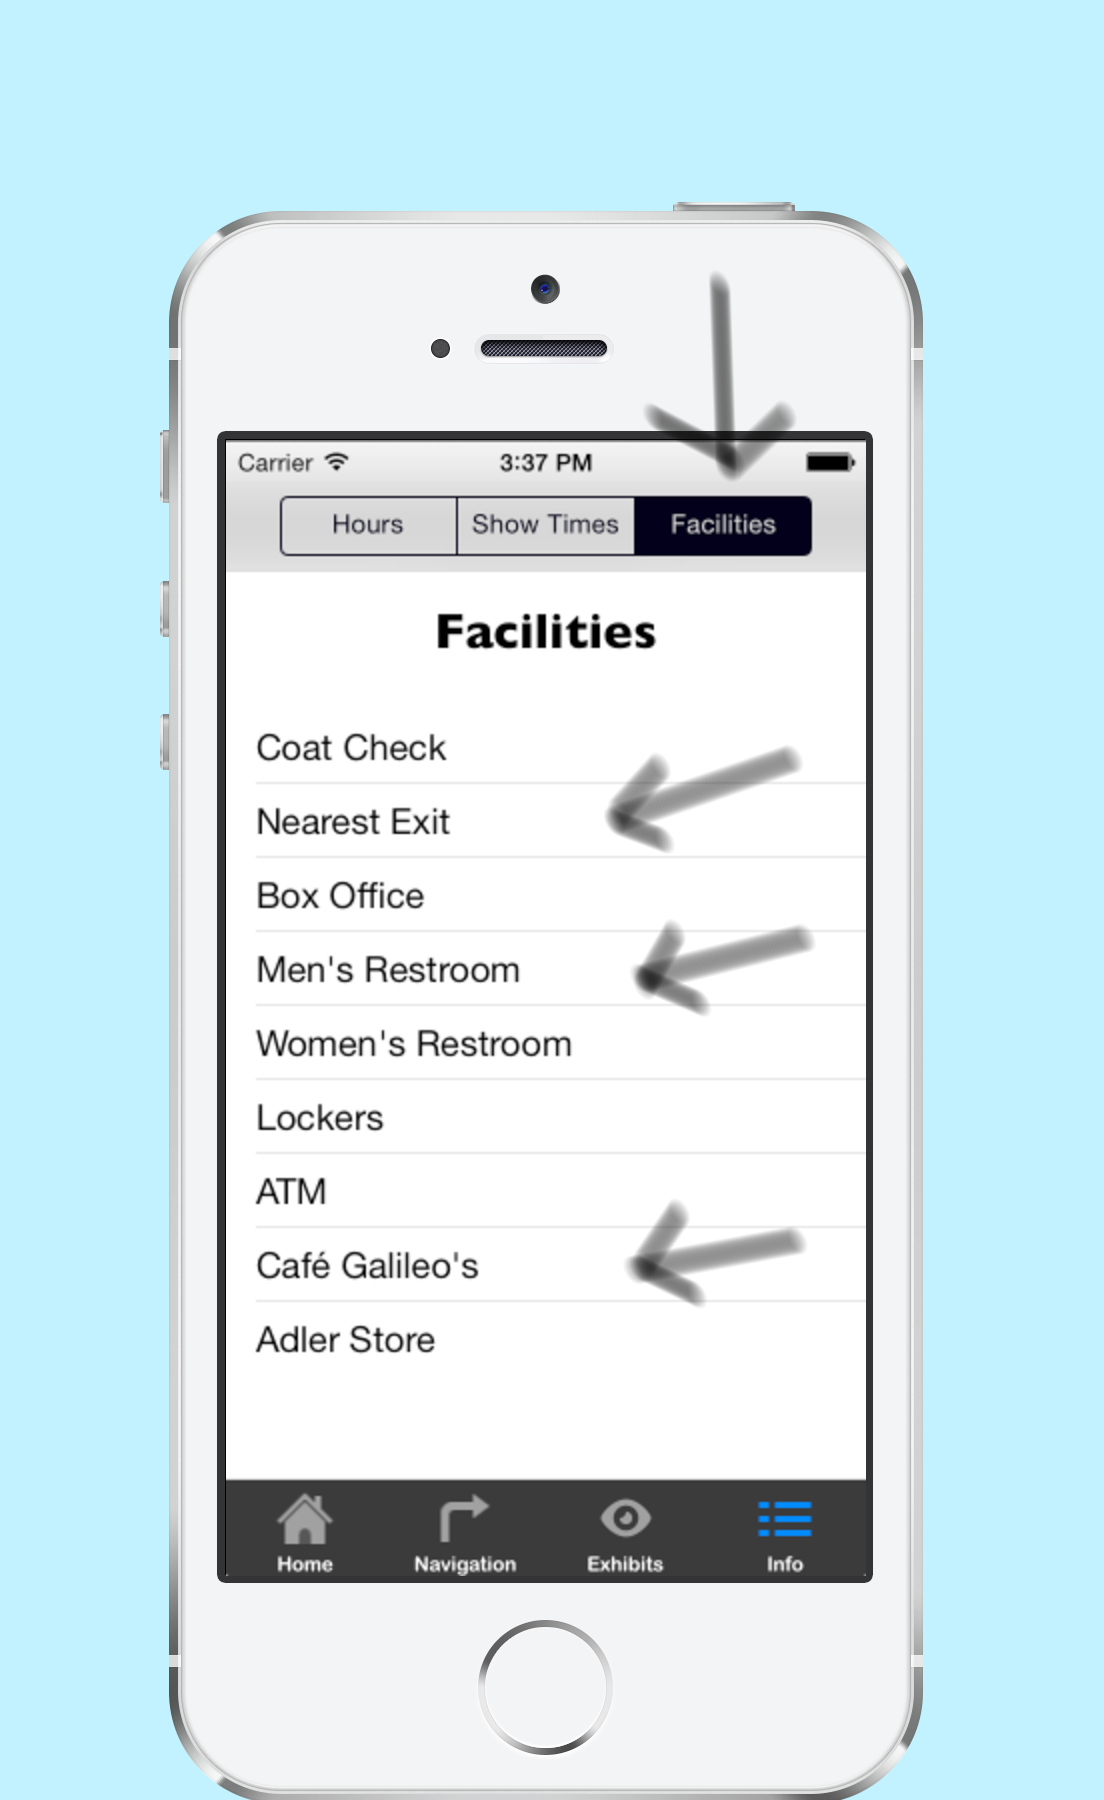 Carrier 3:37 PM
Hours Show Times Facilities
Facilities
Coat Check
Nearest Exit
Box Office
Men's Restroom
Women's Restroom
Lockers
ATM
Café Galileo's
Adler Store
Home Navigation Exhibits Info